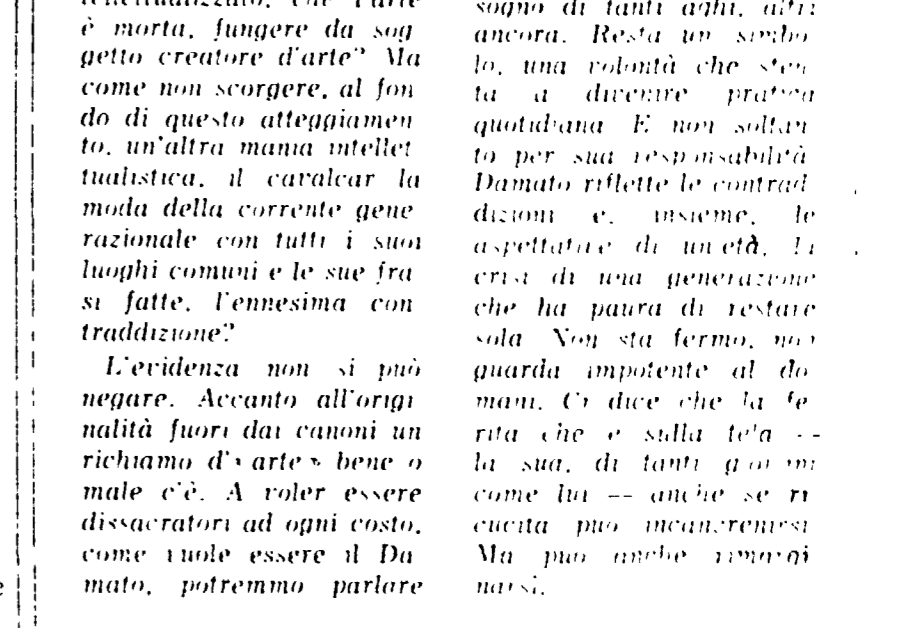 è morta, fungere da sog
getto creatore d'arte? Ma
come non scorgere, al fon
do di questo atteggiamen
to, un'altra mania intellet
tualistica, il cavalcar la
moda della corrente gene
razionale con tutti i suoi
luoghi comuni e le sue fra
si fatte, l'ennesima con
traddizione?
L'evidenza non si può
negare. Accanto all'origi
nalità fuori dai canoni un
richiamo d'«arte» bene o
male c'è. A voler essere
dissacratori ad ogni costo,
come vuole essere il Da
mato, potremmo parlare
sogno di tanti aghi, altri
ancora. Resta un simbo
lo, una volontà che sten
ta a divenire pratica
quotidiana E non soltan
to per sua responsabilità
Damato riflette le contrad
dizioni e, insieme, le
aspettative di un'età, la
crisi di una generazione
che ha paura di restare
sola Non sta fermo, non
guarda impotente al do
mani. Ci dice che la fe
rita che e sulla tela --
la sua, di tanti giovani
come lui -- anche se ri
cucita può incancrenirsi
Ma può anche rimargi
narsi.
e